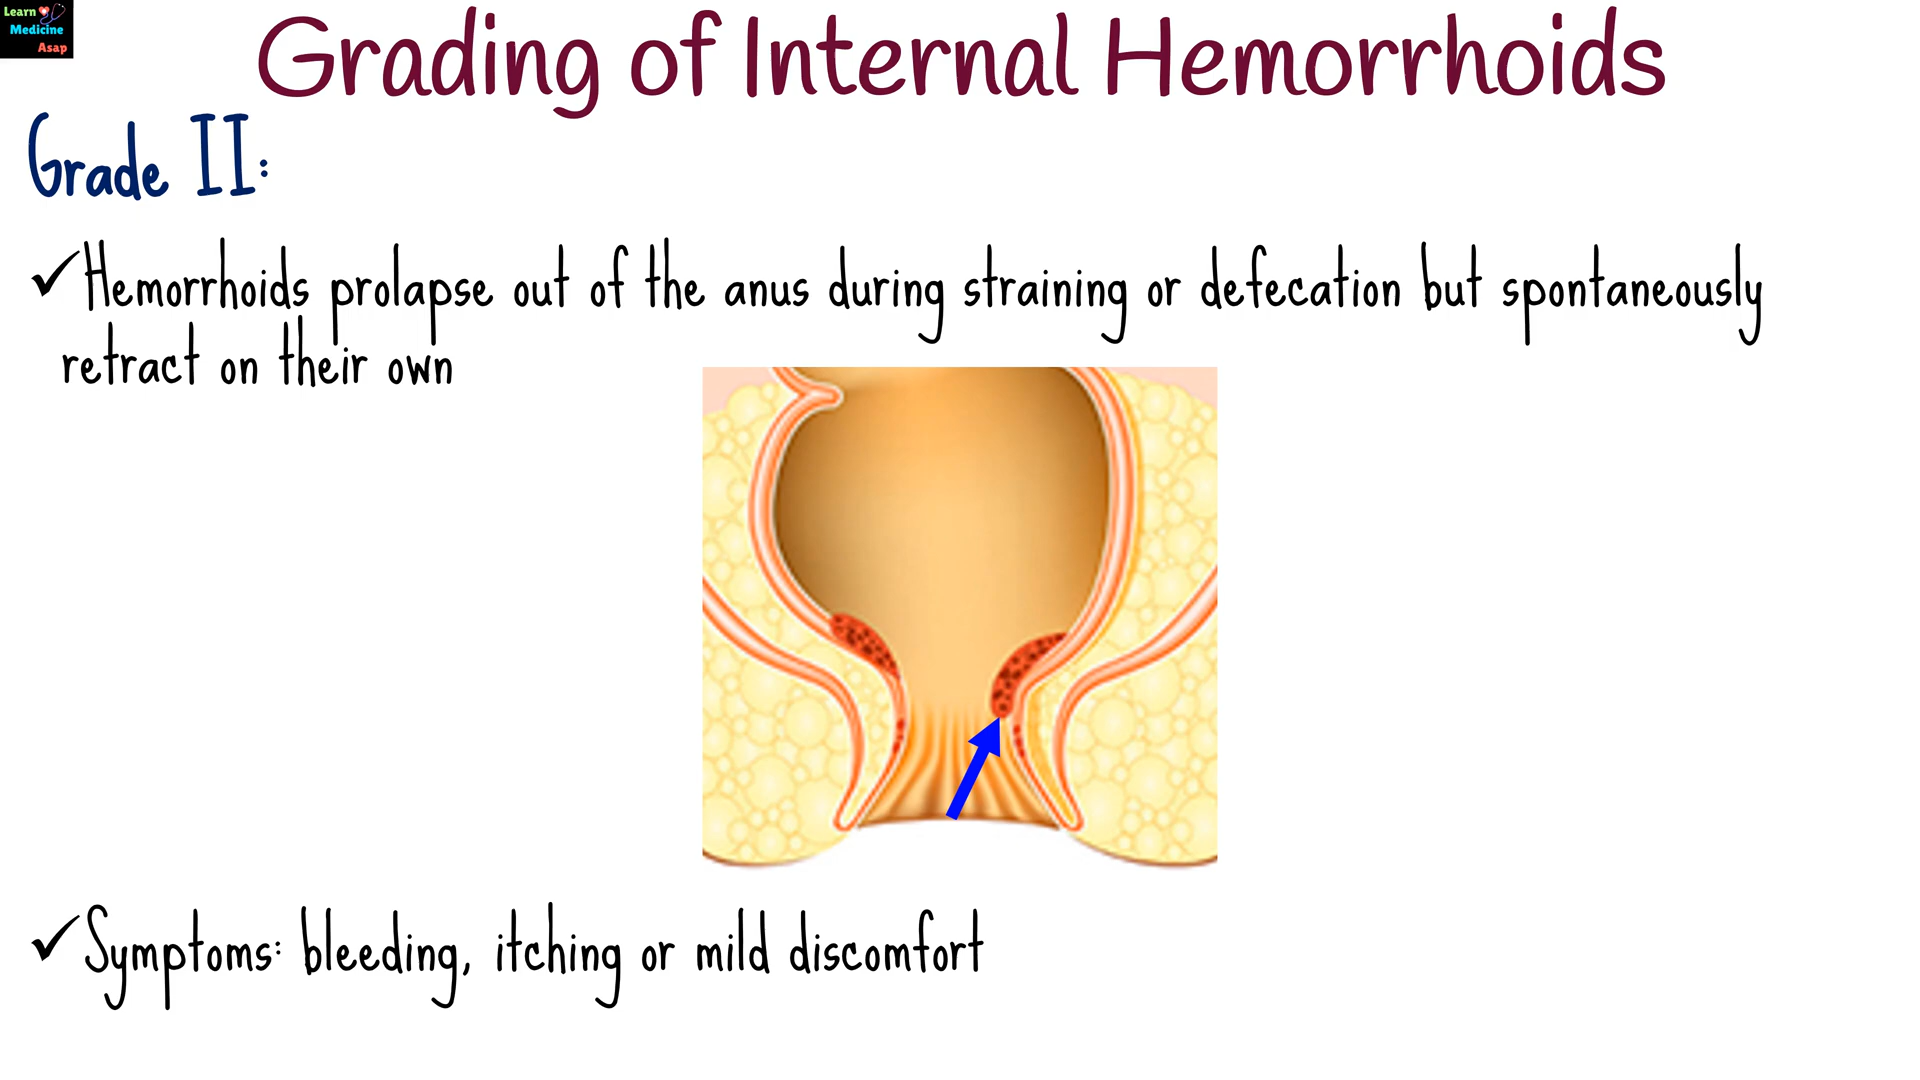 Learn
Medicine
Asap
Grading of Internal Hemorrhoids
Grade II:
✓Hemorrhoids prolapse out of the anus during straining or defecation but spontaneously
retract on their own
✓Symptoms: bleeding, itching or mild discomfort